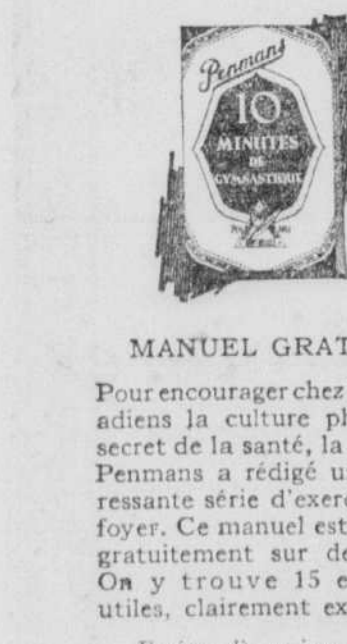 Penmans
10
MINUTES
DE
GYMNASTIQUE
MANUEL GRAT
Pour encourager chez
adiens la culture ph
secret de la santé, la
Penmans a rédigé u
ressante série d'exer
foyer. Ce manuel est
gratuitement sur de
On y trouve 15 e
utiles, clairement ex